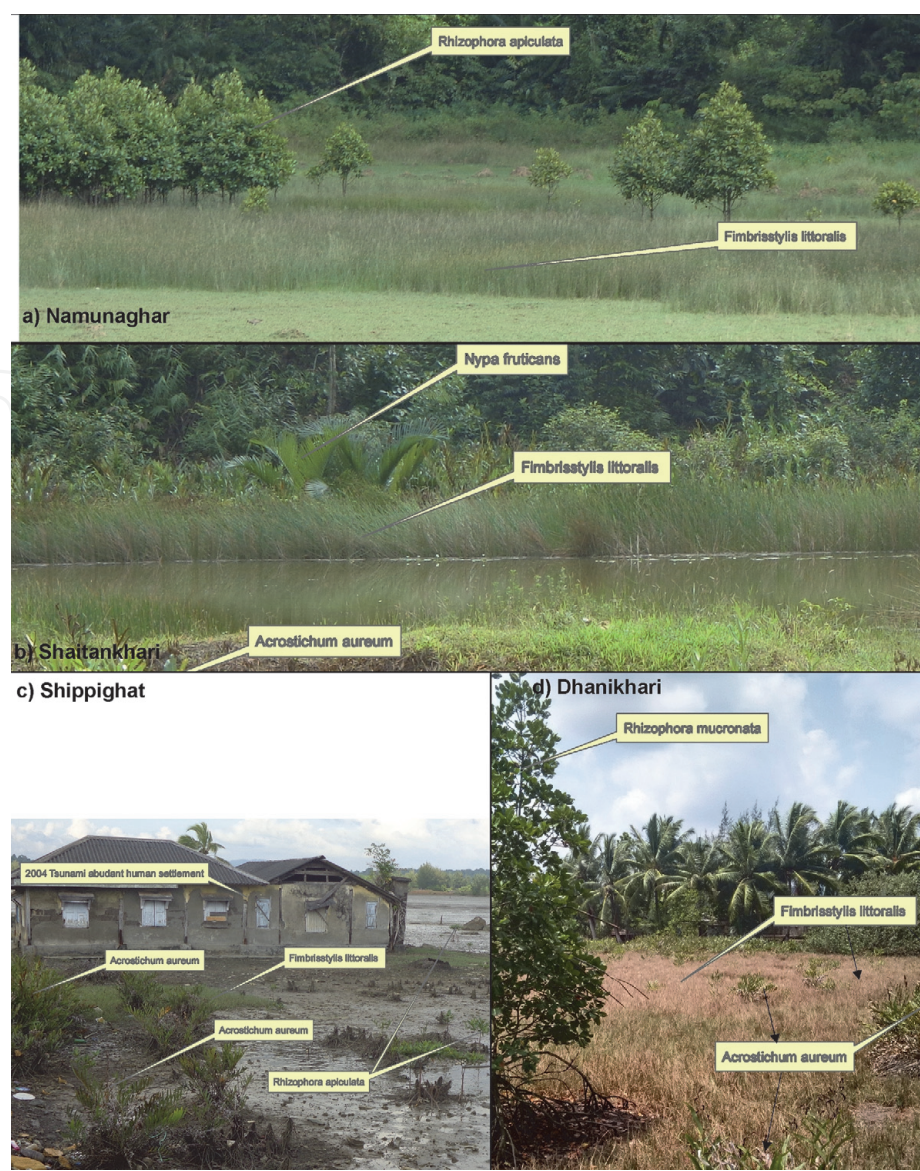 Rhizophora apiculata
Fimbrisstylis littoralis
a) Namunaghar
Nypa fruticans
Fimbrisstylis littoralis
Acrostichum aureum
b) Shaitankhari
c) Shippighat
d) Dhanikhari
Rhizophora mucronata
2004 Tsunami abudant human settlement
Fimbrisstylis littoralis
Acrostichum aureum
Fimbrisstylis littoralis
Acrostichum aureum
Acrostichum aureum
Rhizophora apiculata